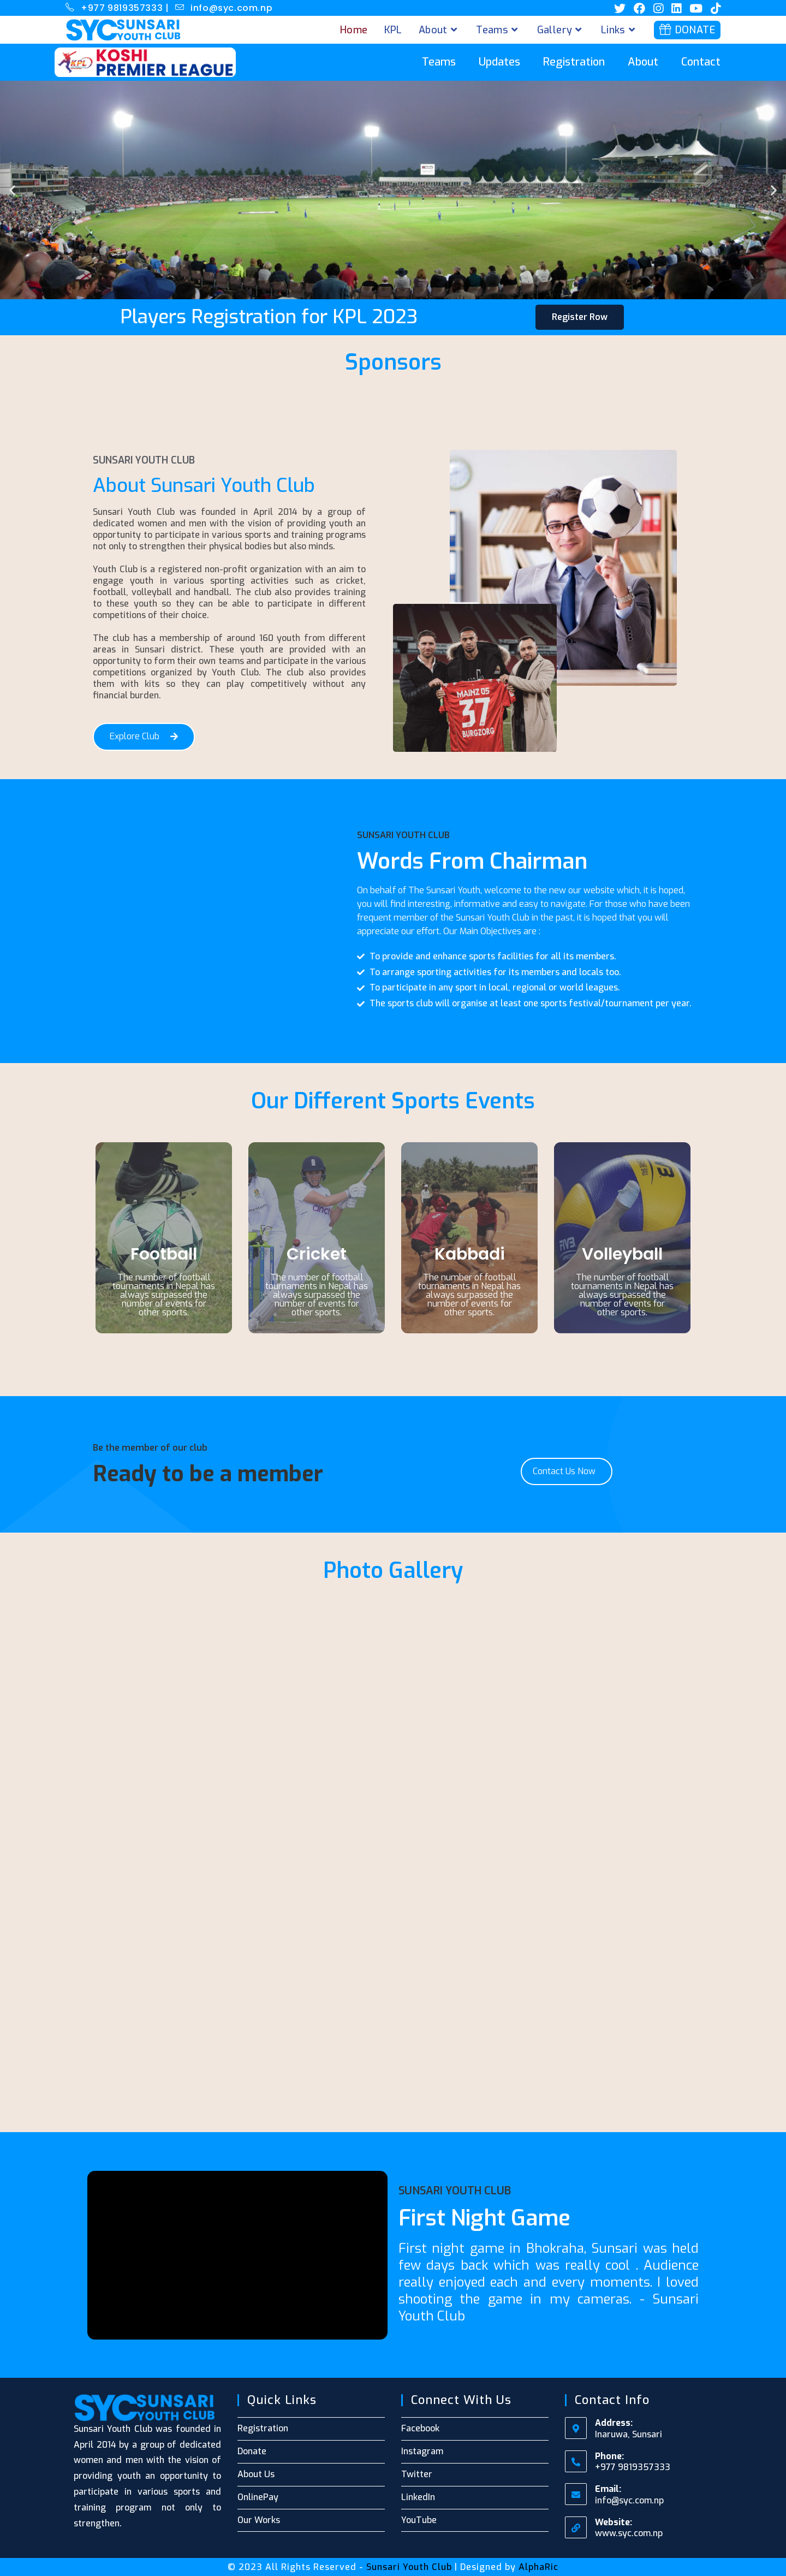 +977 9819357333 | info@syc.com.np
SYC SUNSARI YOUTH CLUB
Home KPL About Teams Gallery Links DONATE
KPL KOSHI PREMIER LEAGUE
Teams Updates Registration About Contact
Players Registration for KPL 2023
Register Row
Sponsors
SUNSARI YOUTH CLUB
About Sunsari Youth Club
Sunsari Youth Club was founded in April 2014 by a group of
dedicated women and men with the vision of providing youth an
opportunity to participate in various sports and training programs
not only to strengthen their physical bodies but also minds.
Youth Club is a registered non-profit organization with an aim to
engage youth in various sporting activities such as cricket,
football, volleyball and handball. The club also provides training
to these youth so they can be able to participate in different
competitions of their choice.
The club has a membership of around 160 youth from different
areas in Sunsari district. These youth are provided with an
opportunity to form their own teams and participate in the various
competitions organized by Youth Club. The club also provides
them with kits so they can play competitively without any
financial burden.
Explore Club
MAINZ 05
37
BURGZORG
SUNSARI YOUTH CLUB
Words From Chairman
On behalf of The Sunsari Youth, welcome to the new our website which, it is hoped,
you will find interesting, informative and easy to navigate. For those who have been
frequent member of the Sunsari Youth Club in the past, it is hoped that you will
appreciate our effort. Our Main Objectives are :
To provide and enhance sports facilities for all its members.
To arrange sporting activities for its members and locals too.
To participate in any sport in local, regional or world leagues.
The sports club will organise at least one sports festival/tournament per year.
Our Different Sports Events
Football
The number of football
tournaments in Nepal has
always surpassed the
number of events for
other sports.
Cricket
The number of football
tournaments in Nepal has
always surpassed the
number of events for
other sports.
Kabbadi
The number of football
tournaments in Nepal has
always surpassed the
number of events for
other sports.
Volleyball
The number of football
tournaments in Nepal has
always surpassed the
number of events for
other sports.
Be the member of our club
Ready to be a member
Contact Us Now
Photo Gallery
SUNSARI YOUTH CLUB
First Night Game
First night game in Bhokraha, Sunsari was held
few days back which was really cool . Audience
really enjoyed each and every moments. I loved
shooting the game in my cameras. - Sunsari
Youth Club
SYC SUNSARI YOUTH CLUB
Sunsari Youth Club was founded in
April 2014 by a group of dedicated
women and men with the vision of
providing youth an opportunity to
participate in various sports and
training program not only to
strengthen.
Quick Links
Registration
Donate
About Us
OnlinePay
Our Works
Connect With Us
Facebook
Instagram
Twitter
LinkedIn
YouTube
Contact Info
Address:
Inaruwa, Sunsari
Phone:
+977 9819357333
Email:
info@syc.com.np
Website:
www.syc.com.np
© 2023 All Rights Reserved - Sunsari Youth Club | Designed by AlphaRic